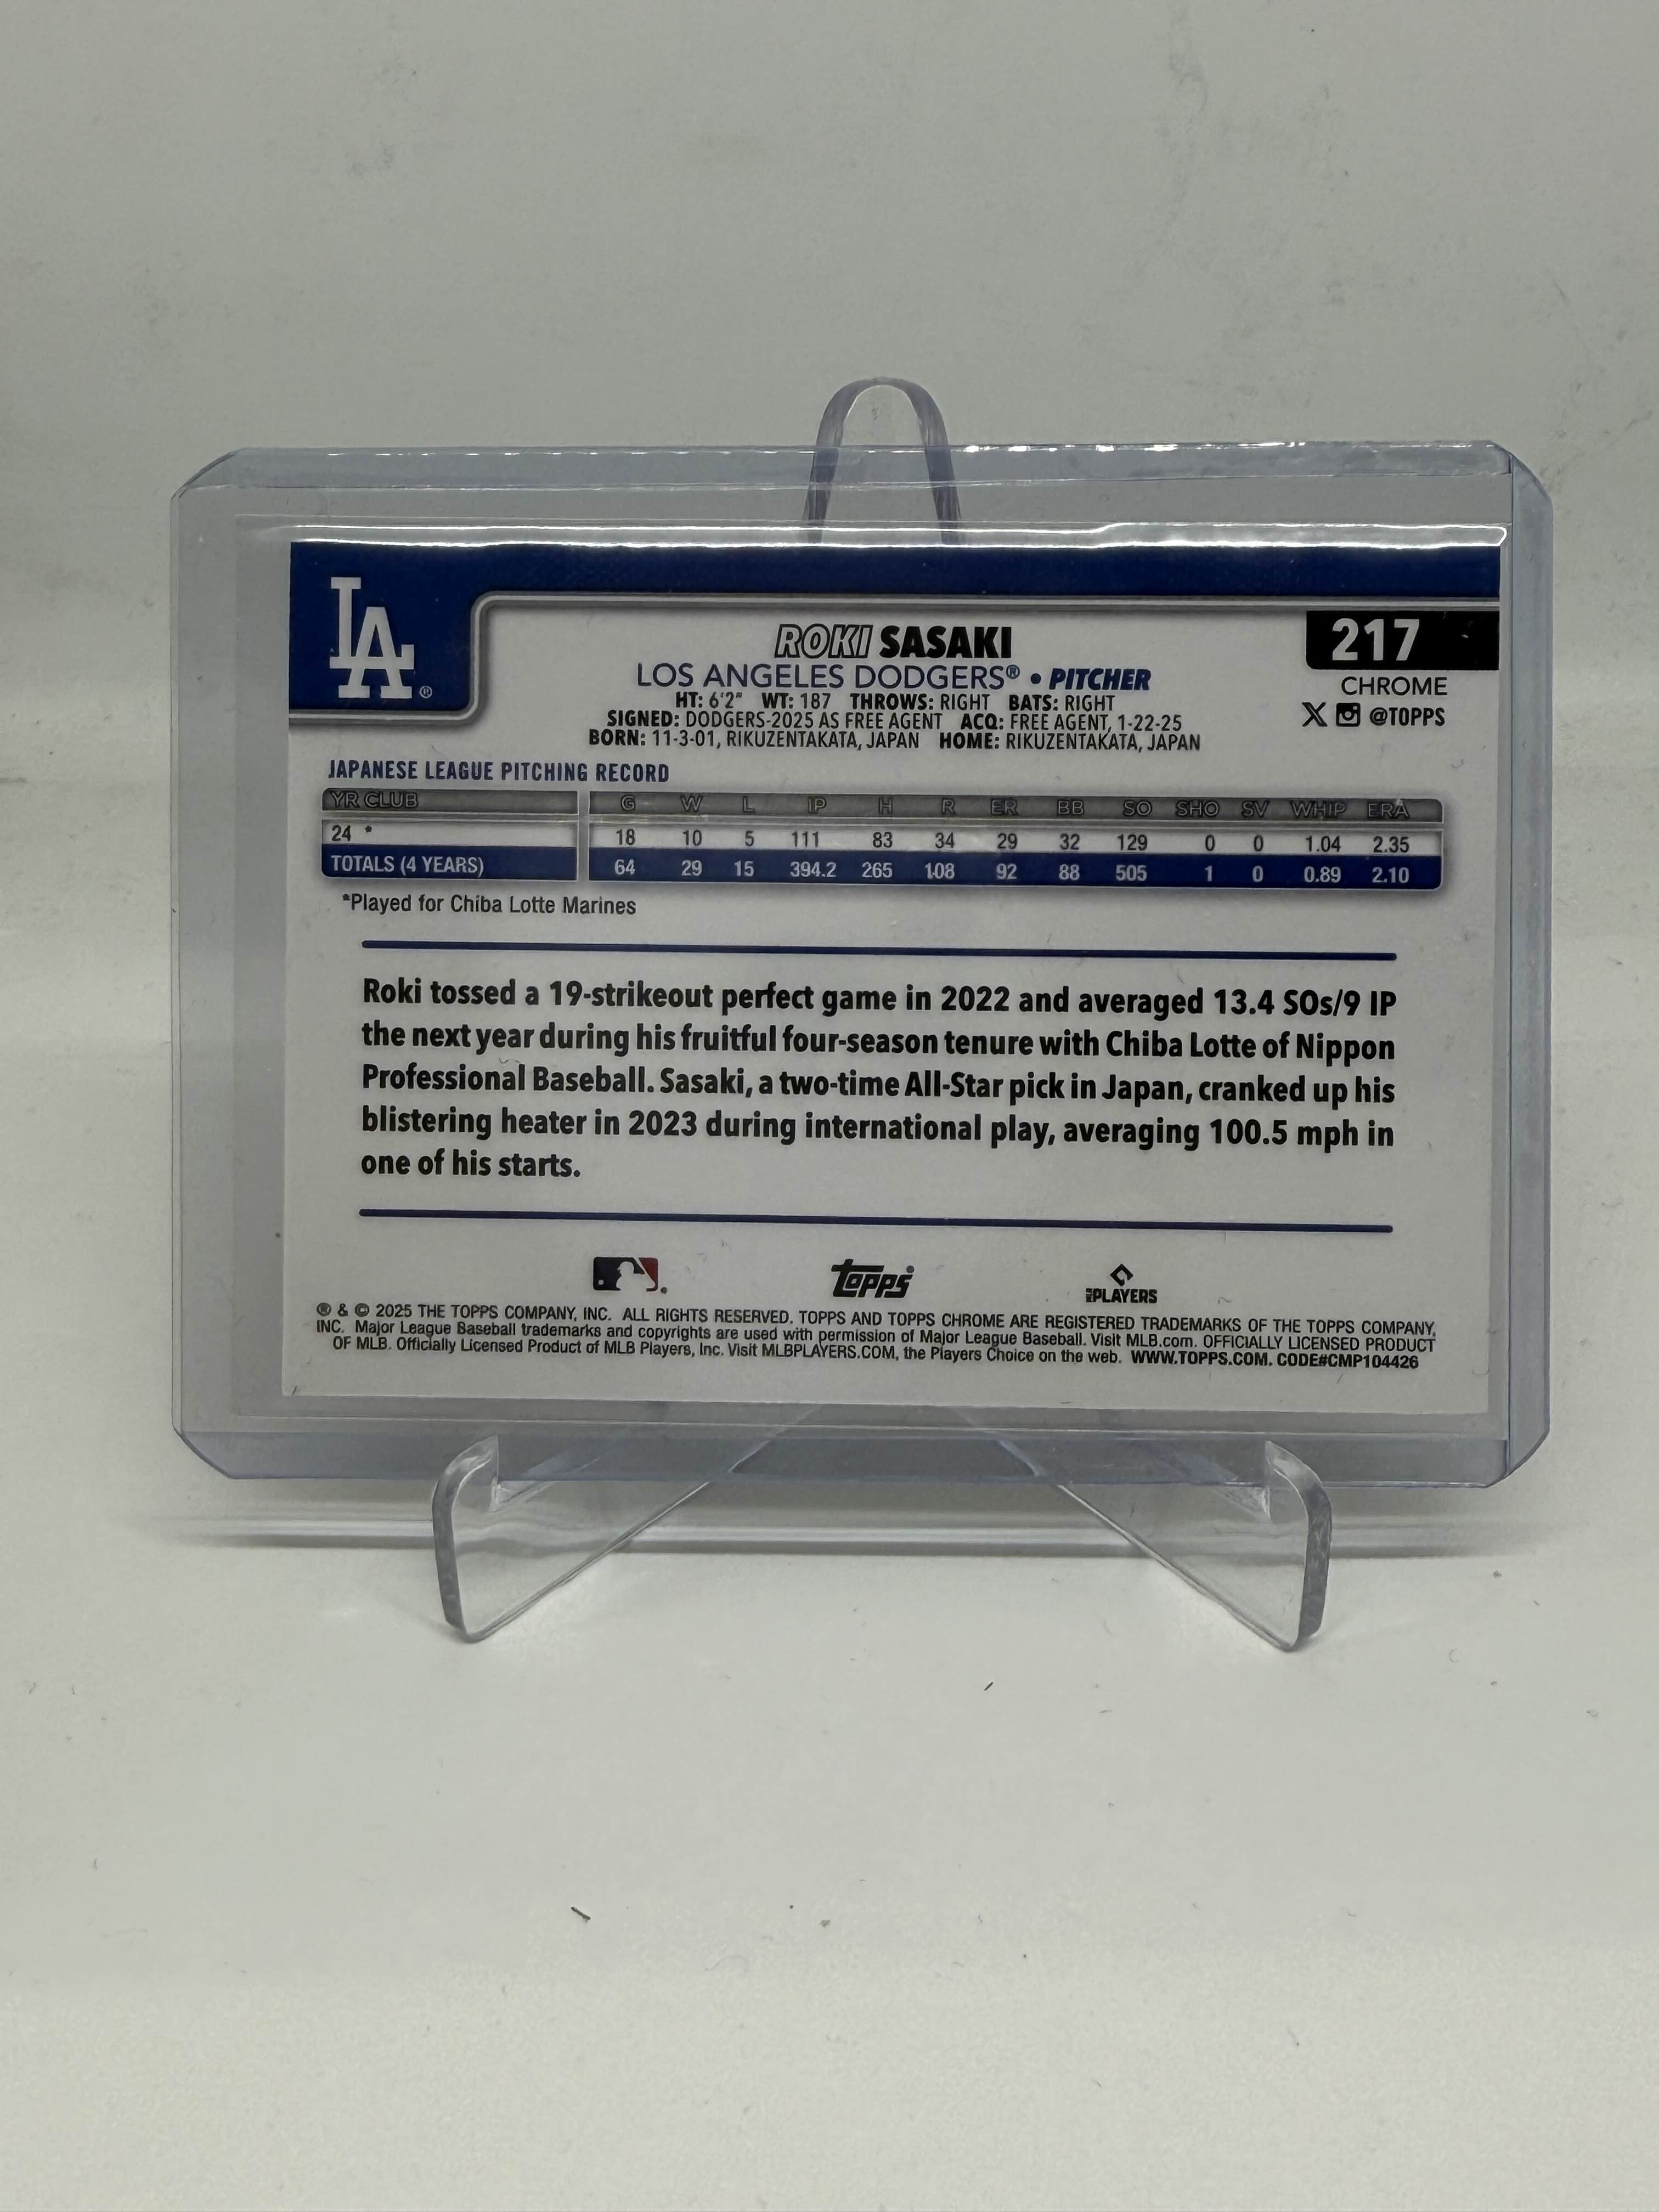 LA®
ROKI SASAKI
217
LOS ANGELES DODGERS® • PITCHER
CHROME
HT: 6'2" WT: 187 THROWS: RIGHT BATS: RIGHT
@TOPPS
SIGNED: DODGERS-2025 AS FREE AGENT ACQ: FREE AGENT, 1-22-25
BORN: 11-3-01, RIKUZENTAKATA, JAPAN HOME: RIKUZENTAKATA, JAPAN
JAPANESE LEAGUE PITCHING RECORD
YR CLUB G W L IP H R ER BB SO SHO SV WHIP ERA
24 * 18 10 5 111 83 34 29 32 129 0 0 1.04 2.35
TOTALS (4 YEARS) 64 29 15 394.2 265 108 92 88 505 1 0 0.89 2.10
*Played for Chiba Lotte Marines
Roki tossed a 19-strikeout perfect game in 2022 and averaged 13.4 SOs/9 IP
the next year during his fruitful four-season tenure with Chiba Lotte of Nippon
Professional Baseball. Sasaki, a two-time All-Star pick in Japan, cranked up his
blistering heater in 2023 during international play, averaging 100.5 mph in
one of his starts.
Topps
MLB PLAYERS
® & © 2025 THE TOPPS COMPANY, INC. ALL RIGHTS RESERVED. TOPPS AND TOPPS CHROME ARE REGISTERED TRADEMARKS OF THE TOPPS COMPANY,
INC. Major League Baseball trademarks and copyrights are used with permission of Major League Baseball. Visit MLB.com. OFFICIALLY LICENSED PRODUCT
OF MLB. Officially Licensed Product of MLB Players, Inc. Visit MLBPLAYERS.COM, the Players Choice on the web. WWW.TOPPS.COM. CODE#CMP104426